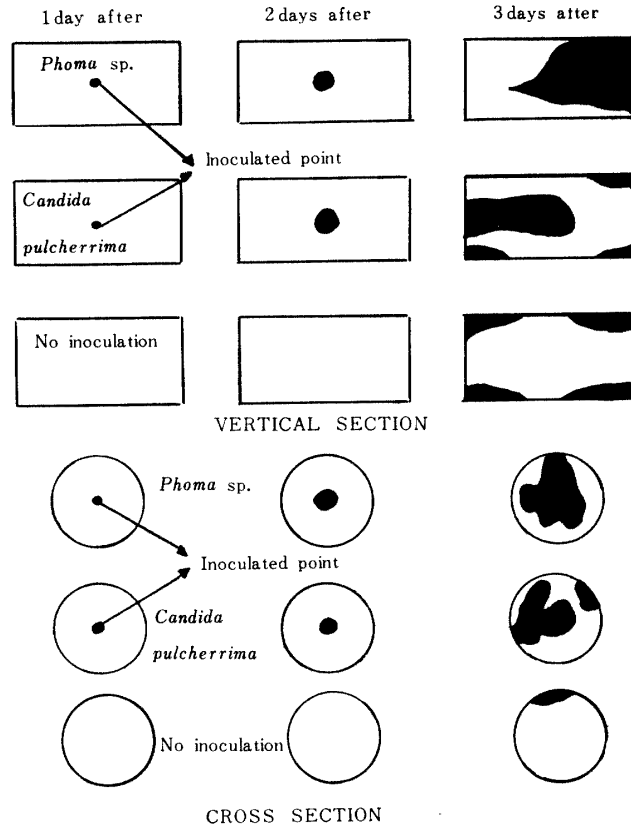 1 day after
2 days after
3 days after
Phoma sp.
Inoculated point
Candida
pulcherrima
No inoculation
VERTICAL SECTION
Phoma sp.
Inoculated point
Candida
pulcherrima
No inoculation
CROSS SECTION